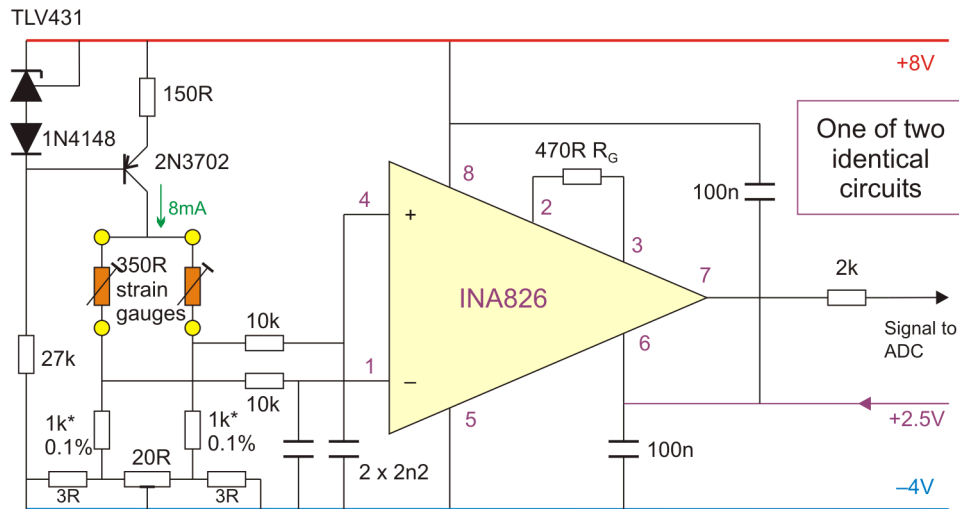 TLV431
+8V
150R
1N4148
2N3702
8mA
350R
strain
gauges
27k
1k*
0.1%
1k*
0.1%
20R
3R
3R
10k
10k
2 x 2n2
4
+
1
–
INA826
8
2
470R R_G
3
7
6
5
100n
100n
One of two
identical
circuits
2k
Signal to
ADC
+2.5V
–4V